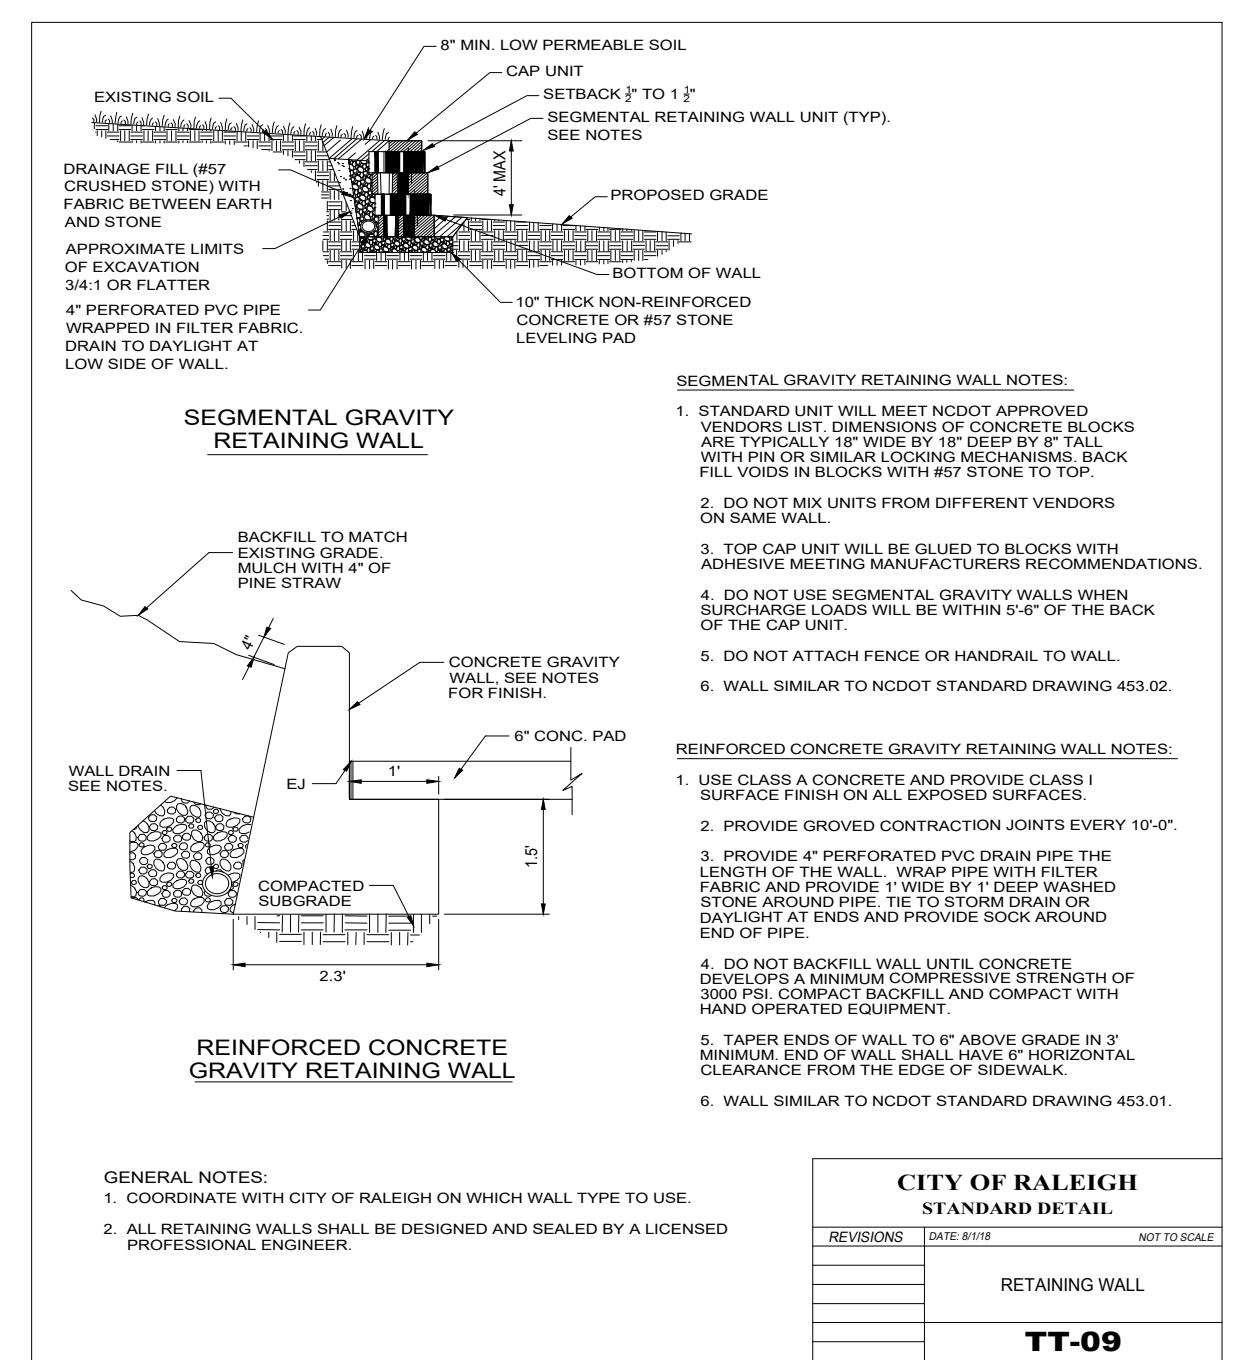 8" MIN. LOW PERMEABLE SOIL
CAP UNIT
EXISTING SOIL
SETBACK ½" TO 1 ½"
SEGMENTAL RETAINING WALL UNIT (TYP).
SEE NOTES
DRAINAGE FILL (#57
CRUSHED STONE) WITH
FABRIC BETWEEN EARTH
AND STONE
4' MAX
PROPOSED GRADE
APPROXIMATE LIMITS
OF EXCAVATION
3/4:1 OR FLATTER
BOTTOM OF WALL
4" PERFORATED PVC PIPE
WRAPPED IN FILTER FABRIC.
DRAIN TO DAYLIGHT AT
LOW SIDE OF WALL.
10" THICK NON-REINFORCED
CONCRETE OR #57 STONE
LEVELING PAD
SEGMENTAL GRAVITY
RETAINING WALL
SEGMENTAL GRAVITY RETAINING WALL NOTES:
1. STANDARD UNIT WILL MEET NCDOT APPROVED
VENDORS LIST. DIMENSIONS OF CONCRETE BLOCKS
ARE TYPICALLY 18" WIDE BY 18" DEEP BY 8" TALL
WITH PIN OR SIMILAR LOCKING MECHANISMS. BACK
FILL VOIDS IN BLOCKS WITH #57 STONE TO TOP.
2. DO NOT MIX UNITS FROM DIFFERENT VENDORS
ON SAME WALL.
3. TOP CAP UNIT WILL BE GLUED TO BLOCKS WITH
ADHESIVE MEETING MANUFACTURERS RECOMMENDATIONS.
4. DO NOT USE SEGMENTAL GRAVITY WALLS WHEN
SURCHARGE LOADS WILL BE WITHIN 5'-6" OF THE BACK
OF THE CAP UNIT.
5. DO NOT ATTACH FENCE OR HANDRAIL TO WALL.
6. WALL SIMILAR TO NCDOT STANDARD DRAWING 453.02.
BACKFILL TO MATCH
EXISTING GRADE.
MULCH WITH 4" OF
PINE STRAW
4"
CONCRETE GRAVITY
WALL, SEE NOTES
FOR FINISH.
6" CONC. PAD
WALL DRAIN
SEE NOTES.
EJ
1'
1.5'
COMPACTED
SUBGRADE
2.3'
REINFORCED CONCRETE
GRAVITY RETAINING WALL
REINFORCED CONCRETE GRAVITY RETAINING WALL NOTES:
1. USE CLASS A CONCRETE AND PROVIDE CLASS I
SURFACE FINISH ON ALL EXPOSED SURFACES.
2. PROVIDE GROVED CONTRACTION JOINTS EVERY 10'-0".
3. PROVIDE 4" PERFORATED PVC DRAIN PIPE THE
LENGTH OF THE WALL. WRAP PIPE WITH FILTER
FABRIC AND PROVIDE 1' WIDE BY 1' DEEP WASHED
STONE AROUND PIPE. TIE TO STORM DRAIN OR
DAYLIGHT AT ENDS AND PROVIDE SOCK AROUND
END OF PIPE.
4. DO NOT BACKFILL WALL UNTIL CONCRETE
DEVELOPS A MINIMUM COMPRESSIVE STRENGTH OF
3000 PSI. COMPACT BACKFILL AND COMPACT WITH
HAND OPERATED EQUIPMENT.
5. TAPER ENDS OF WALL TO 6" ABOVE GRADE IN 3'
MINIMUM. END OF WALL SHALL HAVE 6" HORIZONTAL
CLEARANCE FROM THE EDGE OF SIDEWALK.
6. WALL SIMILAR TO NCDOT STANDARD DRAWING 453.01.
GENERAL NOTES:
1. COORDINATE WITH CITY OF RALEIGH ON WHICH WALL TYPE TO USE.
2. ALL RETAINING WALLS SHALL BE DESIGNED AND SEALED BY A LICENSED
PROFESSIONAL ENGINEER.
CITY OF RALEIGH
STANDARD DETAIL
REVISIONS
DATE: 8/1/18
NOT TO SCALE
RETAINING WALL
TT-09